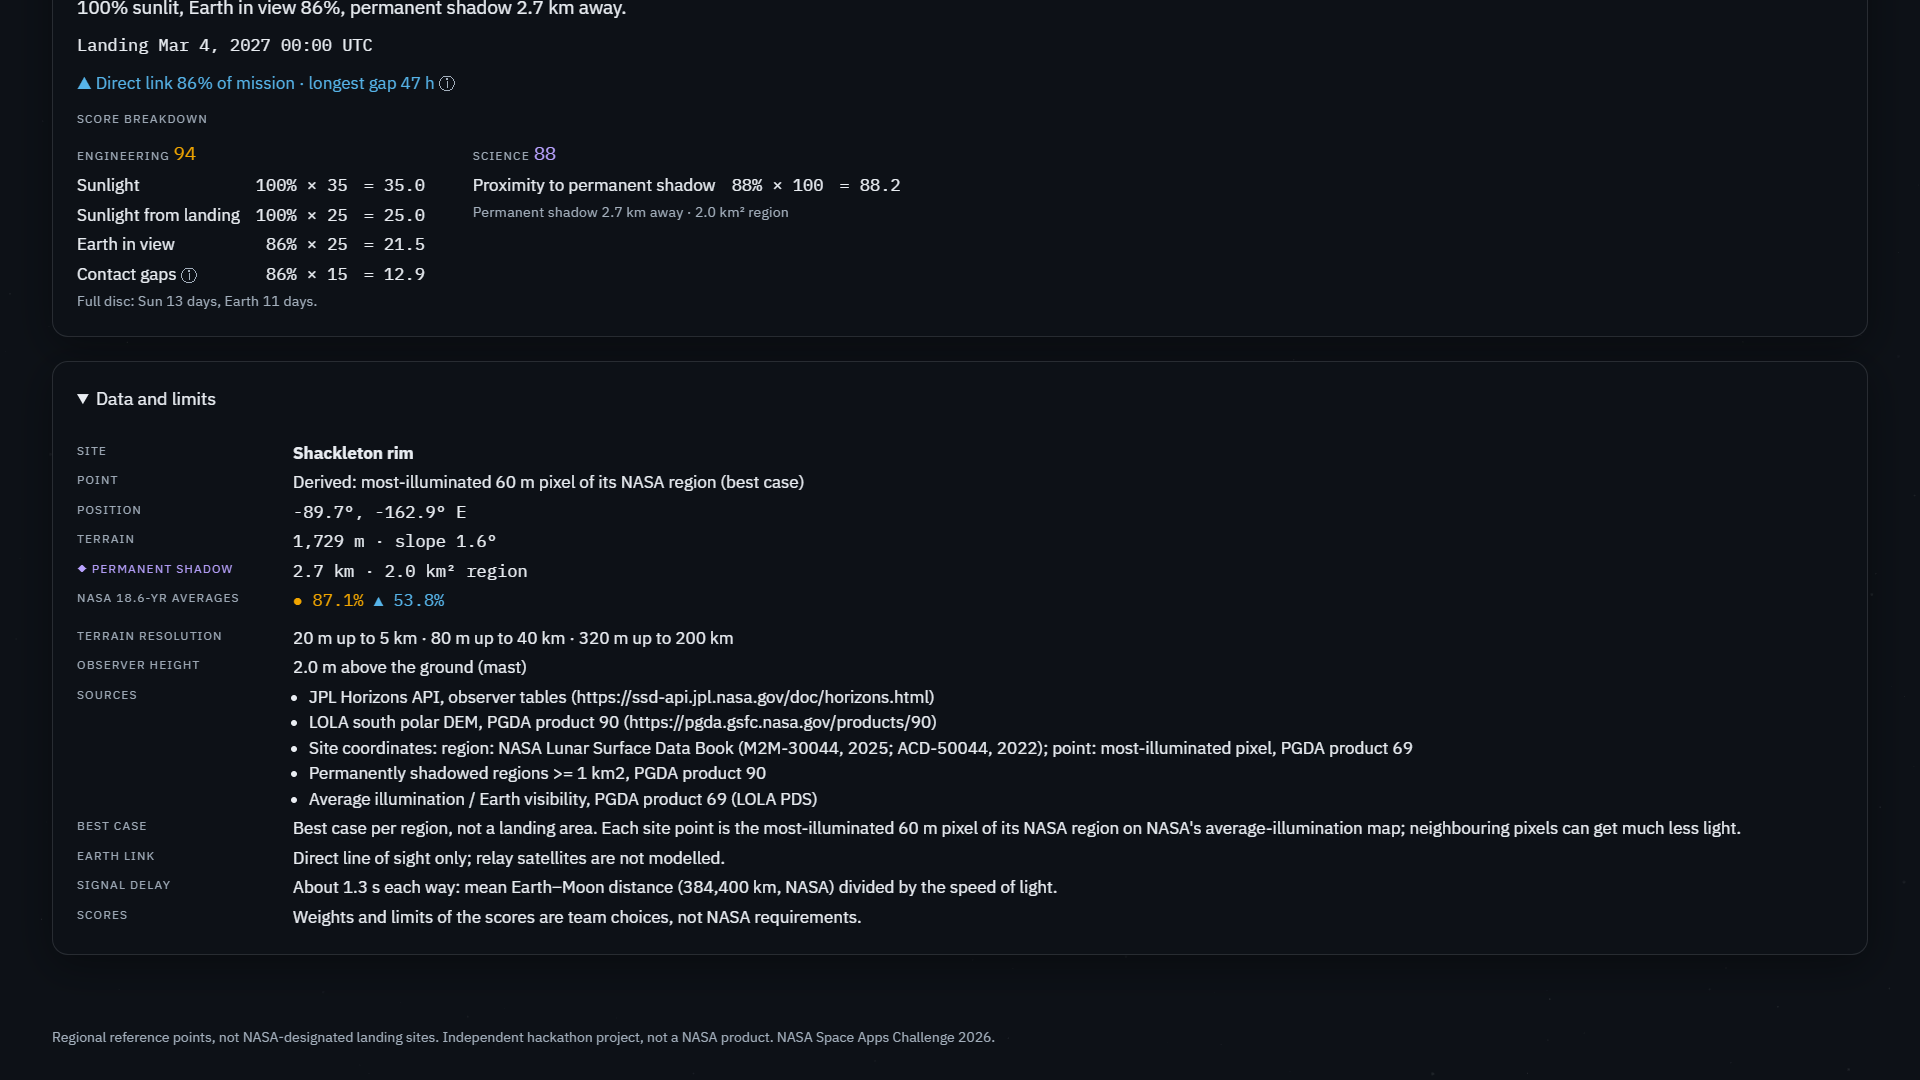 100% sunlit, Earth in view 86%, permanent shadow 2.7 km away.
Landing Mar 4, 2027 00:00 UTC
▲ Direct link 86% of mission · longest gap 47 h ⓘ
SCORE BREAKDOWN
ENGINEERING 94
Sunlight 100% × 35 = 35.0
Sunlight from landing 100% × 25 = 25.0
Earth in view 86% × 25 = 21.5
Contact gaps ⓘ 86% × 15 = 12.9
Full disc: Sun 13 days, Earth 11 days.
SCIENCE 88
Proximity to permanent shadow 88% × 100 = 88.2
Permanent shadow 2.7 km away · 2.0 km² region
▼ Data and limits
SITE Shackleton rim
POINT Derived: most-illuminated 60 m pixel of its NASA region (best case)
POSITION -89.7°, -162.9° E
TERRAIN 1,729 m · slope 1.6°
◆ PERMANENT SHADOW 2.7 km · 2.0 km² region
NASA 18.6-YR AVERAGES ● 87.1% ▲ 53.8%
TERRAIN RESOLUTION 20 m up to 5 km · 80 m up to 40 km · 320 m up to 200 km
OBSERVER HEIGHT 2.0 m above the ground (mast)
SOURCES • JPL Horizons API, observer tables (https://ssd-api.jpl.nasa.gov/doc/horizons.html)
• LOLA south polar DEM, PGDA product 90 (https://pgda.gsfc.nasa.gov/products/90)
• Site coordinates: region: NASA Lunar Surface Data Book (M2M-30044, 2025; ACD-50044, 2022); point: most-illuminated pixel, PGDA product 69
• Permanently shadowed regions >= 1 km2, PGDA product 90
• Average illumination / Earth visibility, PGDA product 69 (LOLA PDS)
BEST CASE Best case per region, not a landing area. Each site point is the most-illuminated 60 m pixel of its NASA region on NASA's average-illumination map; neighbouring pixels can get much less light.
EARTH LINK Direct line of sight only; relay satellites are not modelled.
SIGNAL DELAY About 1.3 s each way: mean Earth–Moon distance (384,400 km, NASA) divided by the speed of light.
SCORES Weights and limits of the scores are team choices, not NASA requirements.
Regional reference points, not NASA-designated landing sites. Independent hackathon project, not a NASA product. NASA Space Apps Challenge 2026.